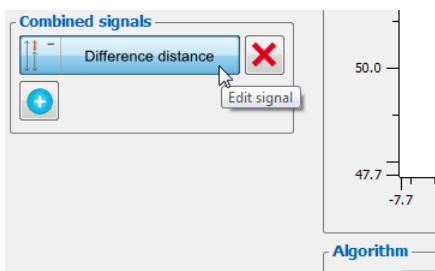 Combined signals
Difference distance
Edit signal
50.0
47.7
-7.7
Algorithm